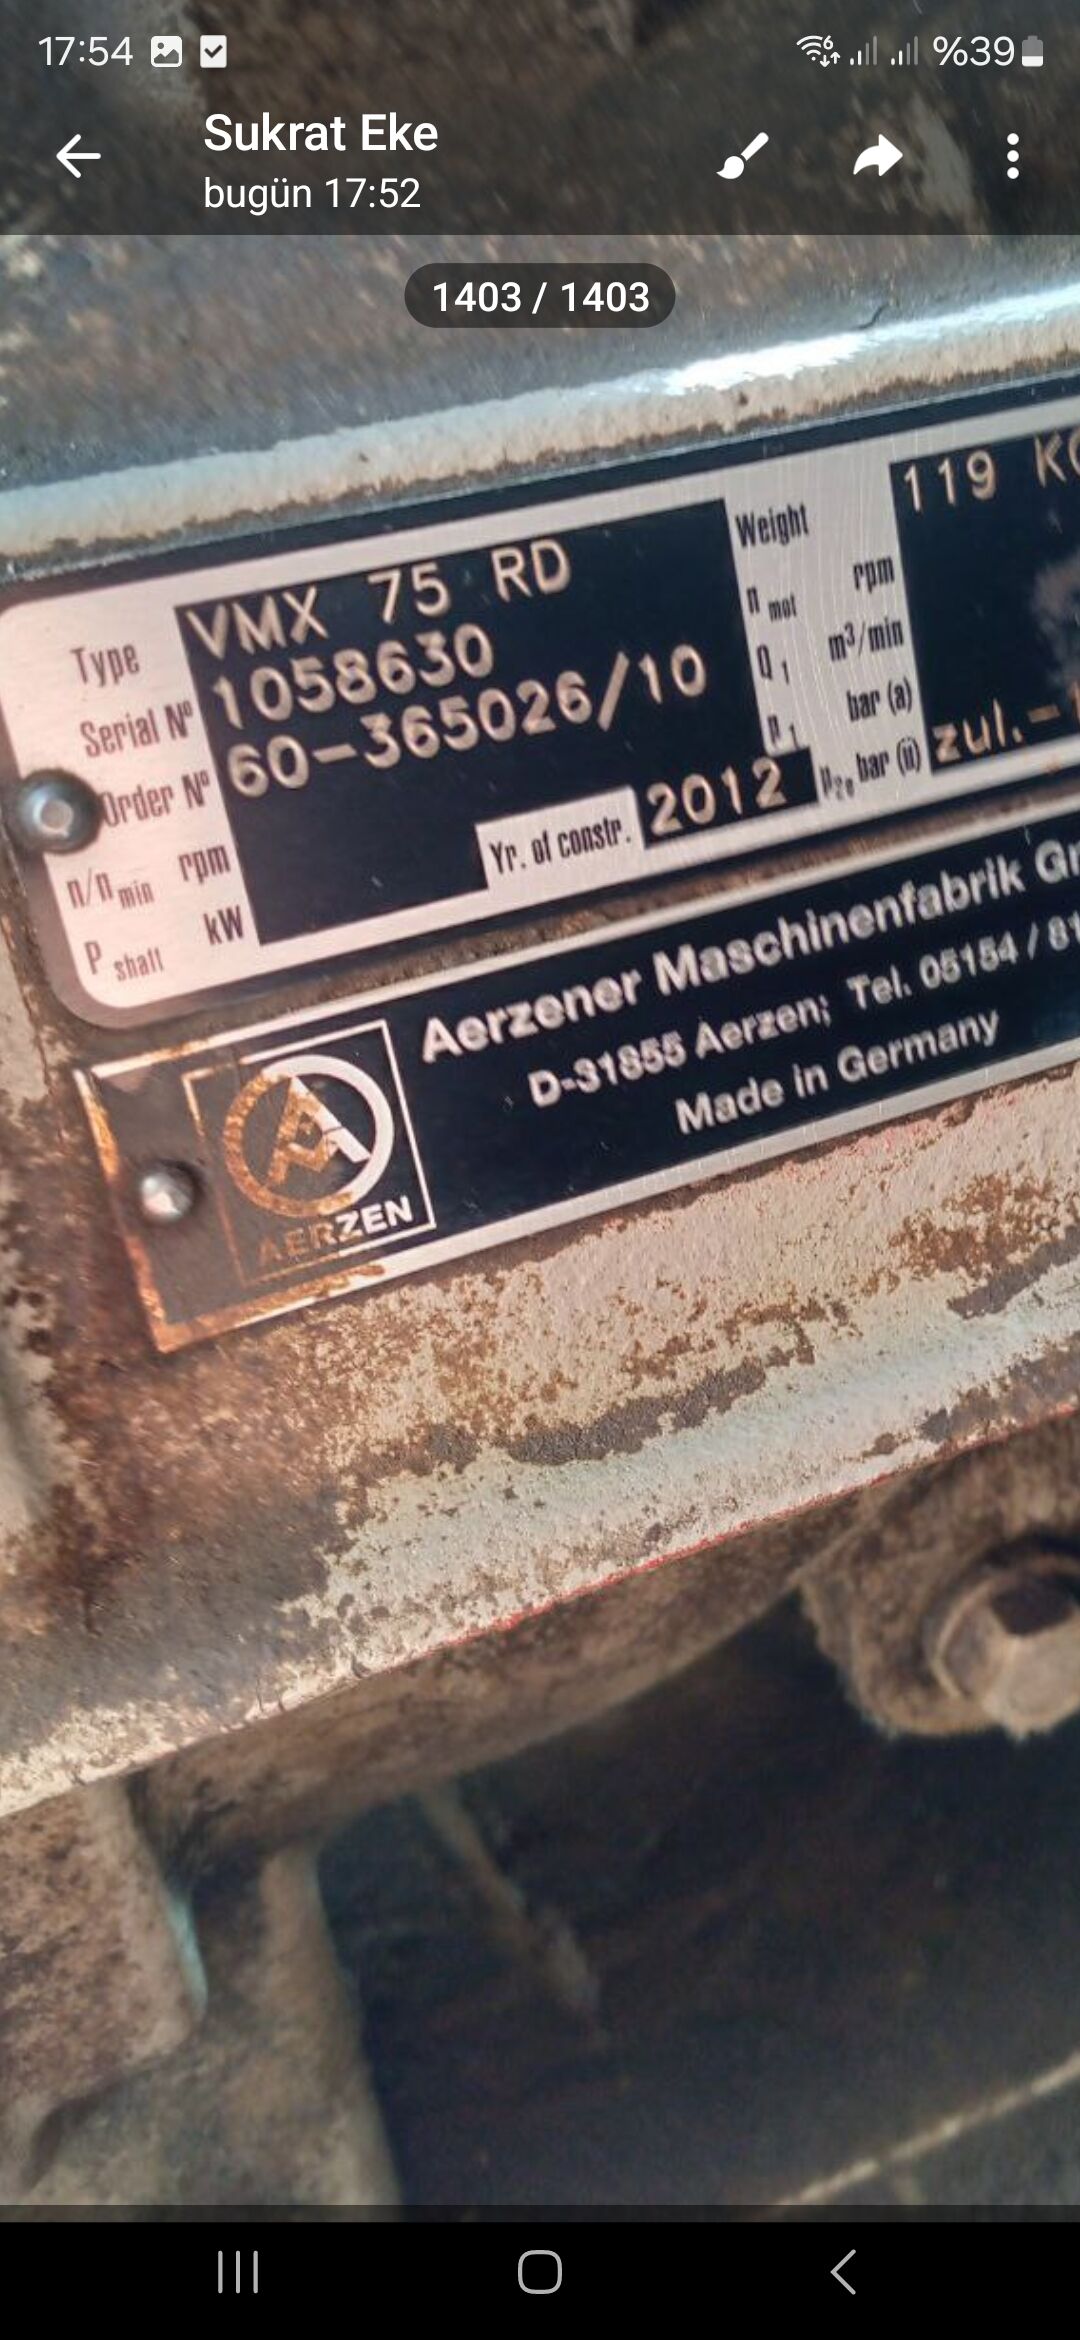 17:54
%39
Sukrat Eke
bugün 17:52
1403 / 1403
Type VMX 75 RD
Serial Nº 1058630
Order Nº 60-365026/10
n/n min rpm
P shaft kW
Yr. of constr. 2012
Weight 119
n mot rpm
Q1 m³/min
p1 bar (a)
p2e bar (ü) zul.-
Aerzener Maschinenfabrik
D-31855 Aerzen; Tel. 05154 / 81
Made in Germany
AERZEN